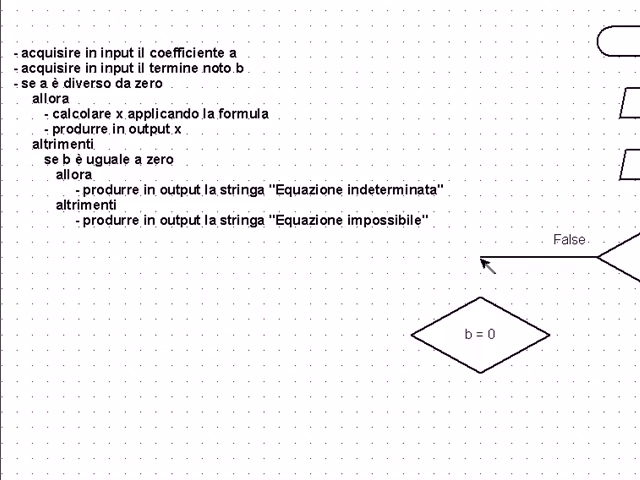 - acquisire in input il coefficiente a
- acquisire in input il termine noto b
- se a è diverso da zero
allora
- calcolare x applicando la formula
- produrre in output x
altrimenti
se b è uguale a zero
allora
- produrre in output la stringa "Equazione indeterminata"
altrimenti
- produrre in output la stringa "Equazione impossibile"
False
b = 0